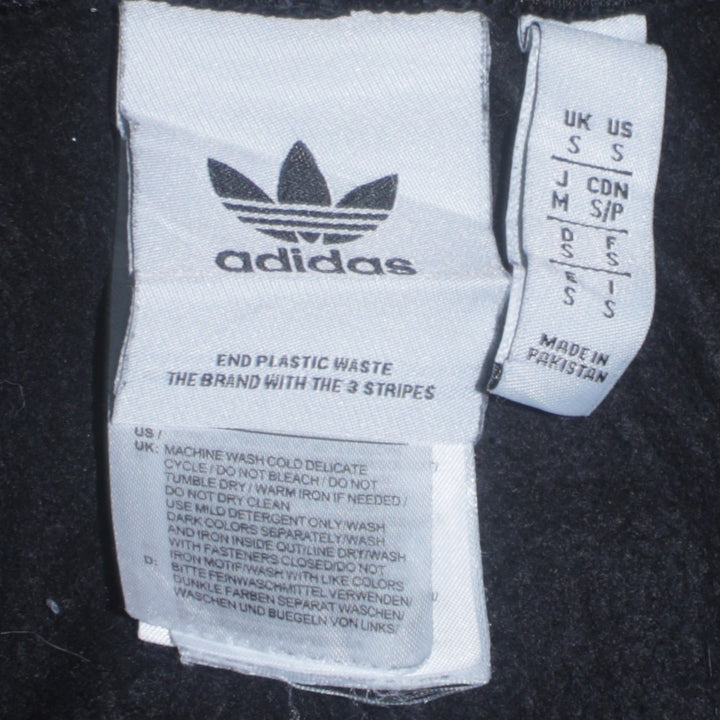 adidas
END PLASTIC WASTE
THE BRAND WITH THE 3 STRIPES
US /
UK: MACHINE WASH COLD DELICATE
CYCLE / DO NOT BLEACH / DO NOT
TUMBLE DRY / WARM IRON IF NEEDED /
DO NOT DRY CLEAN
USE MILD DETERGENT ONLY/WASH
DARK COLORS SEPARATELY/WASH
AND IRON INSIDE OUT/LINE DRY/WASH
WITH FASTENERS CLOSED/DO NOT
IRON MOTIF/WASH WITH LIKE COLORS
D: BITTE FEINWASCHMITTEL VERWENDEN/
DUNKLE FARBEN SEPARAT WASCHEN/
WASCHEN UND BUEGELN VON LINKS/
UK US
S S
J CDN
M S/P
D F
S S
E I
S S
MADE IN
PAKISTAN